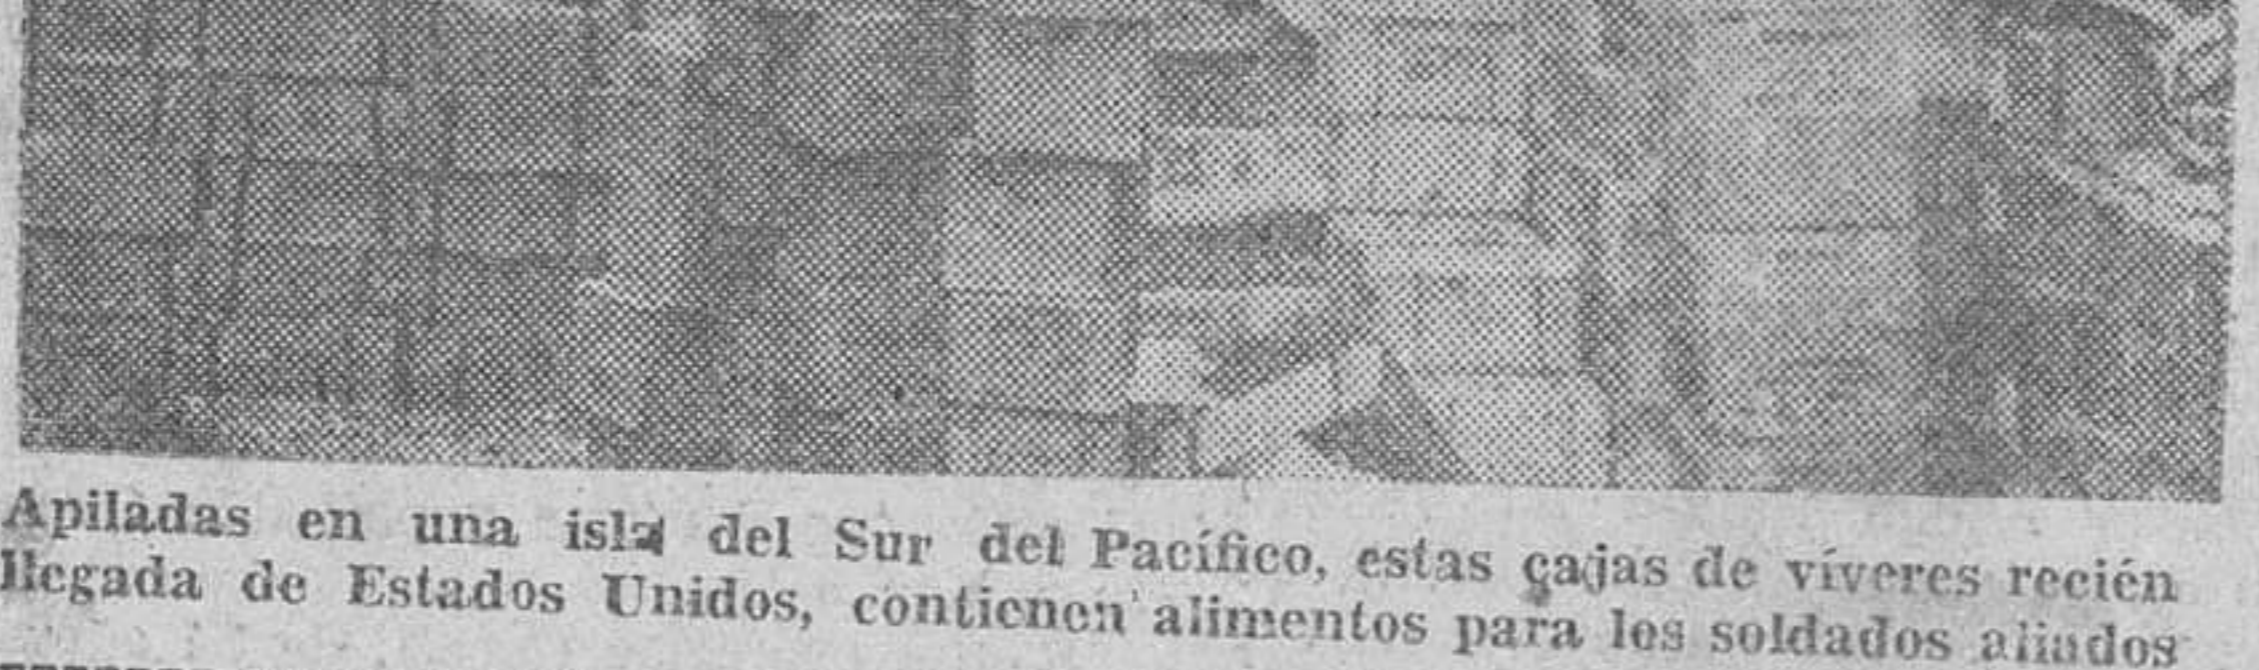 Apiladas en una isla del Sur del Pacífico, estas cajas de víveres recién
llegada de Estados Unidos, contienen alimentos para los soldados aliados